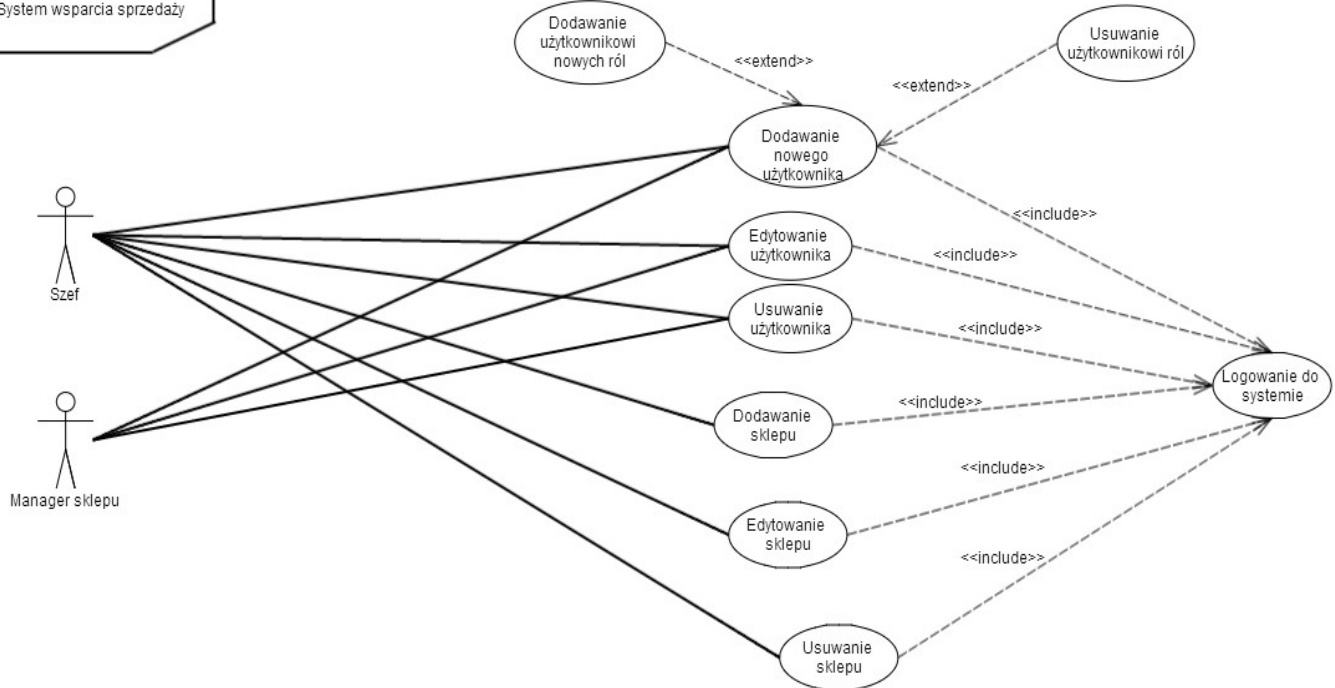 System wsparcia sprzedaży
Dodawanie
użytkownikowi
nowych ról
<<extend>>
Usuwanie
użytkownikowi ról
<<extend>>
Dodawanie
nowego
użytkownika
<<include>>
Szef
Edytowanie
użytkownika
<<include>>
Usuwanie
użytkownika
<<include>>
Logowanie do
systemie
Dodawanie
sklepu
<<include>>
Manager sklepu
Edytowanie
sklepu
<<include>>
Usuwanie
sklepu
<<include>>